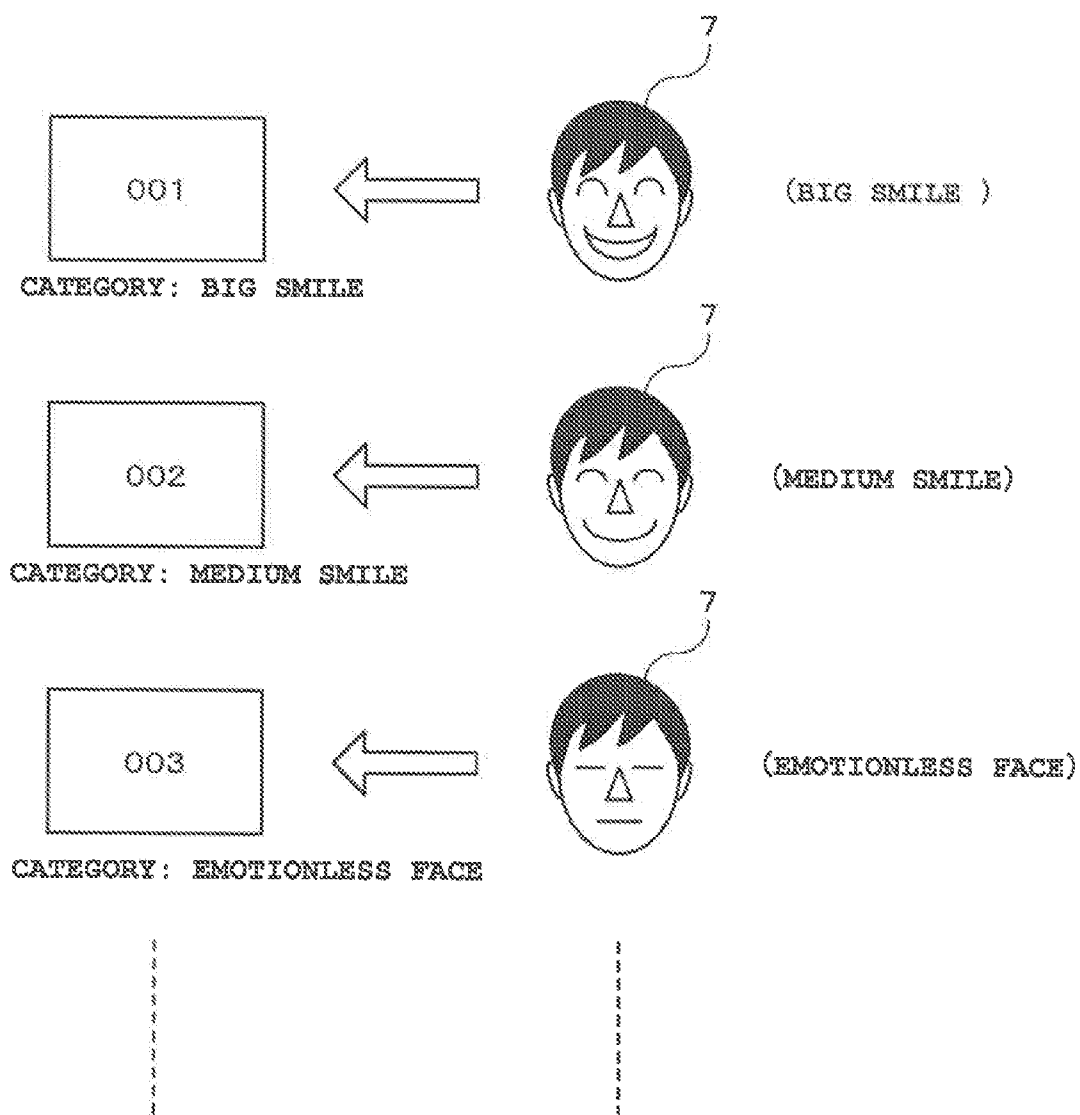 7
001
(BIG SMILE )
CATEGORY: BIG SMILE
7
002
(MEDIUM SMILE)
CATEGORY: MEDIUM SMILE
7
003
(EMOTIONLESS FACE)
CATEGORY: EMOTIONLESS FACE